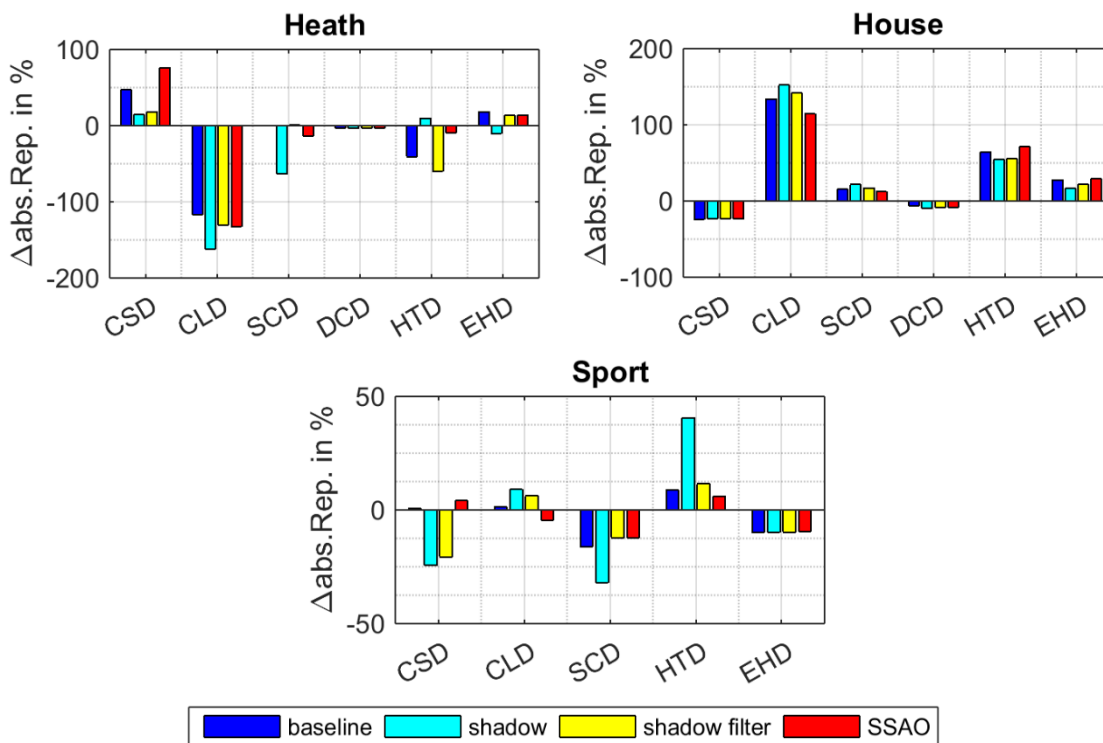 Heath
Δabs.Rep. in %
100
0
-100
-200
CSD CLD SCD DCD HTD EHD
House
Δabs.Rep. in %
200
100
0
-100
CSD CLD SCD DCD HTD EHD
Sport
Δabs.Rep. in %
50
0
-50
CSD CLD SCD HTD EHD
baseline shadow shadow filter SSAO